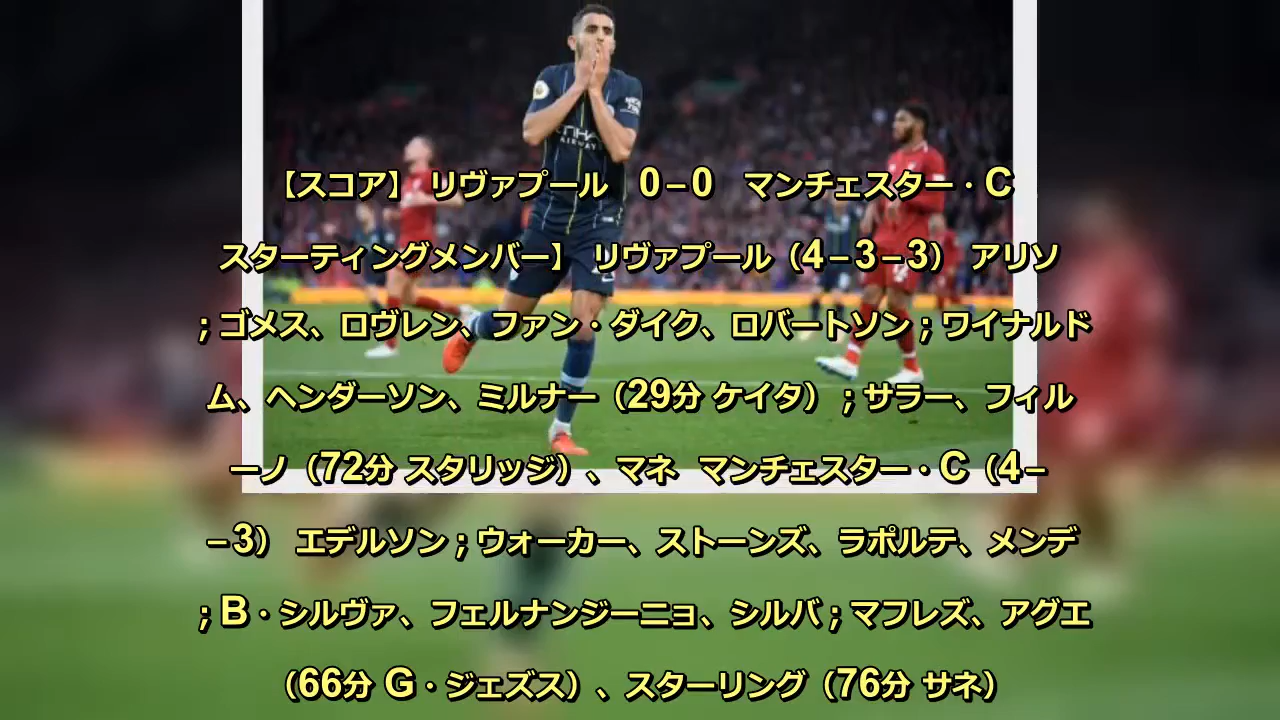 【スコア】 リヴァプール 0−0 マンチェスター・C
スターティングメンバー】 リヴァプール（4−3−3） アリソ
；ゴメス、ロヴレン、ファン・ダイク、ロバートソン；ワイナルド
ム、ヘンダーソン、ミルナー（29分 ケイタ）；サラー、フィル
ーノ（72分 スタリッジ）、マネ マンチェスター・C（4−
−3） エデルソン；ウォーカー、ストーンズ、ラポルテ、メンデ
；B・シルヴァ、フェルナンジーニョ、シルバ；マフレズ、アグエ
（66分 G・ジェズス）、スターリング（76分 サネ）
ETIHAD
AIRWAYS